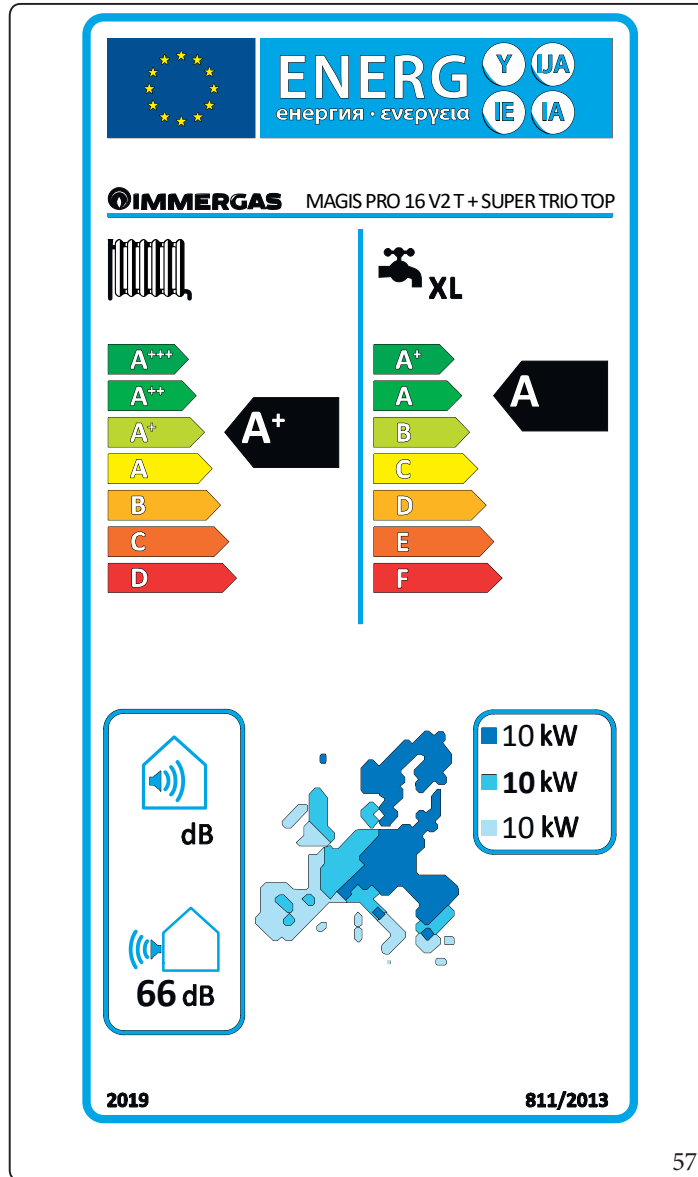 ENERG Y IJA
енергия · ενεργεια IE IA
IMMERGAS MAGIS PRO 16 V2 T + SUPER TRIO TOP
XL
A+++
A++
A+
A
B
C
D
A+
A+
A
B
C
D
E
F
A
dB
66 dB
10 kW
10 kW
10 kW
2019 811/2013
57